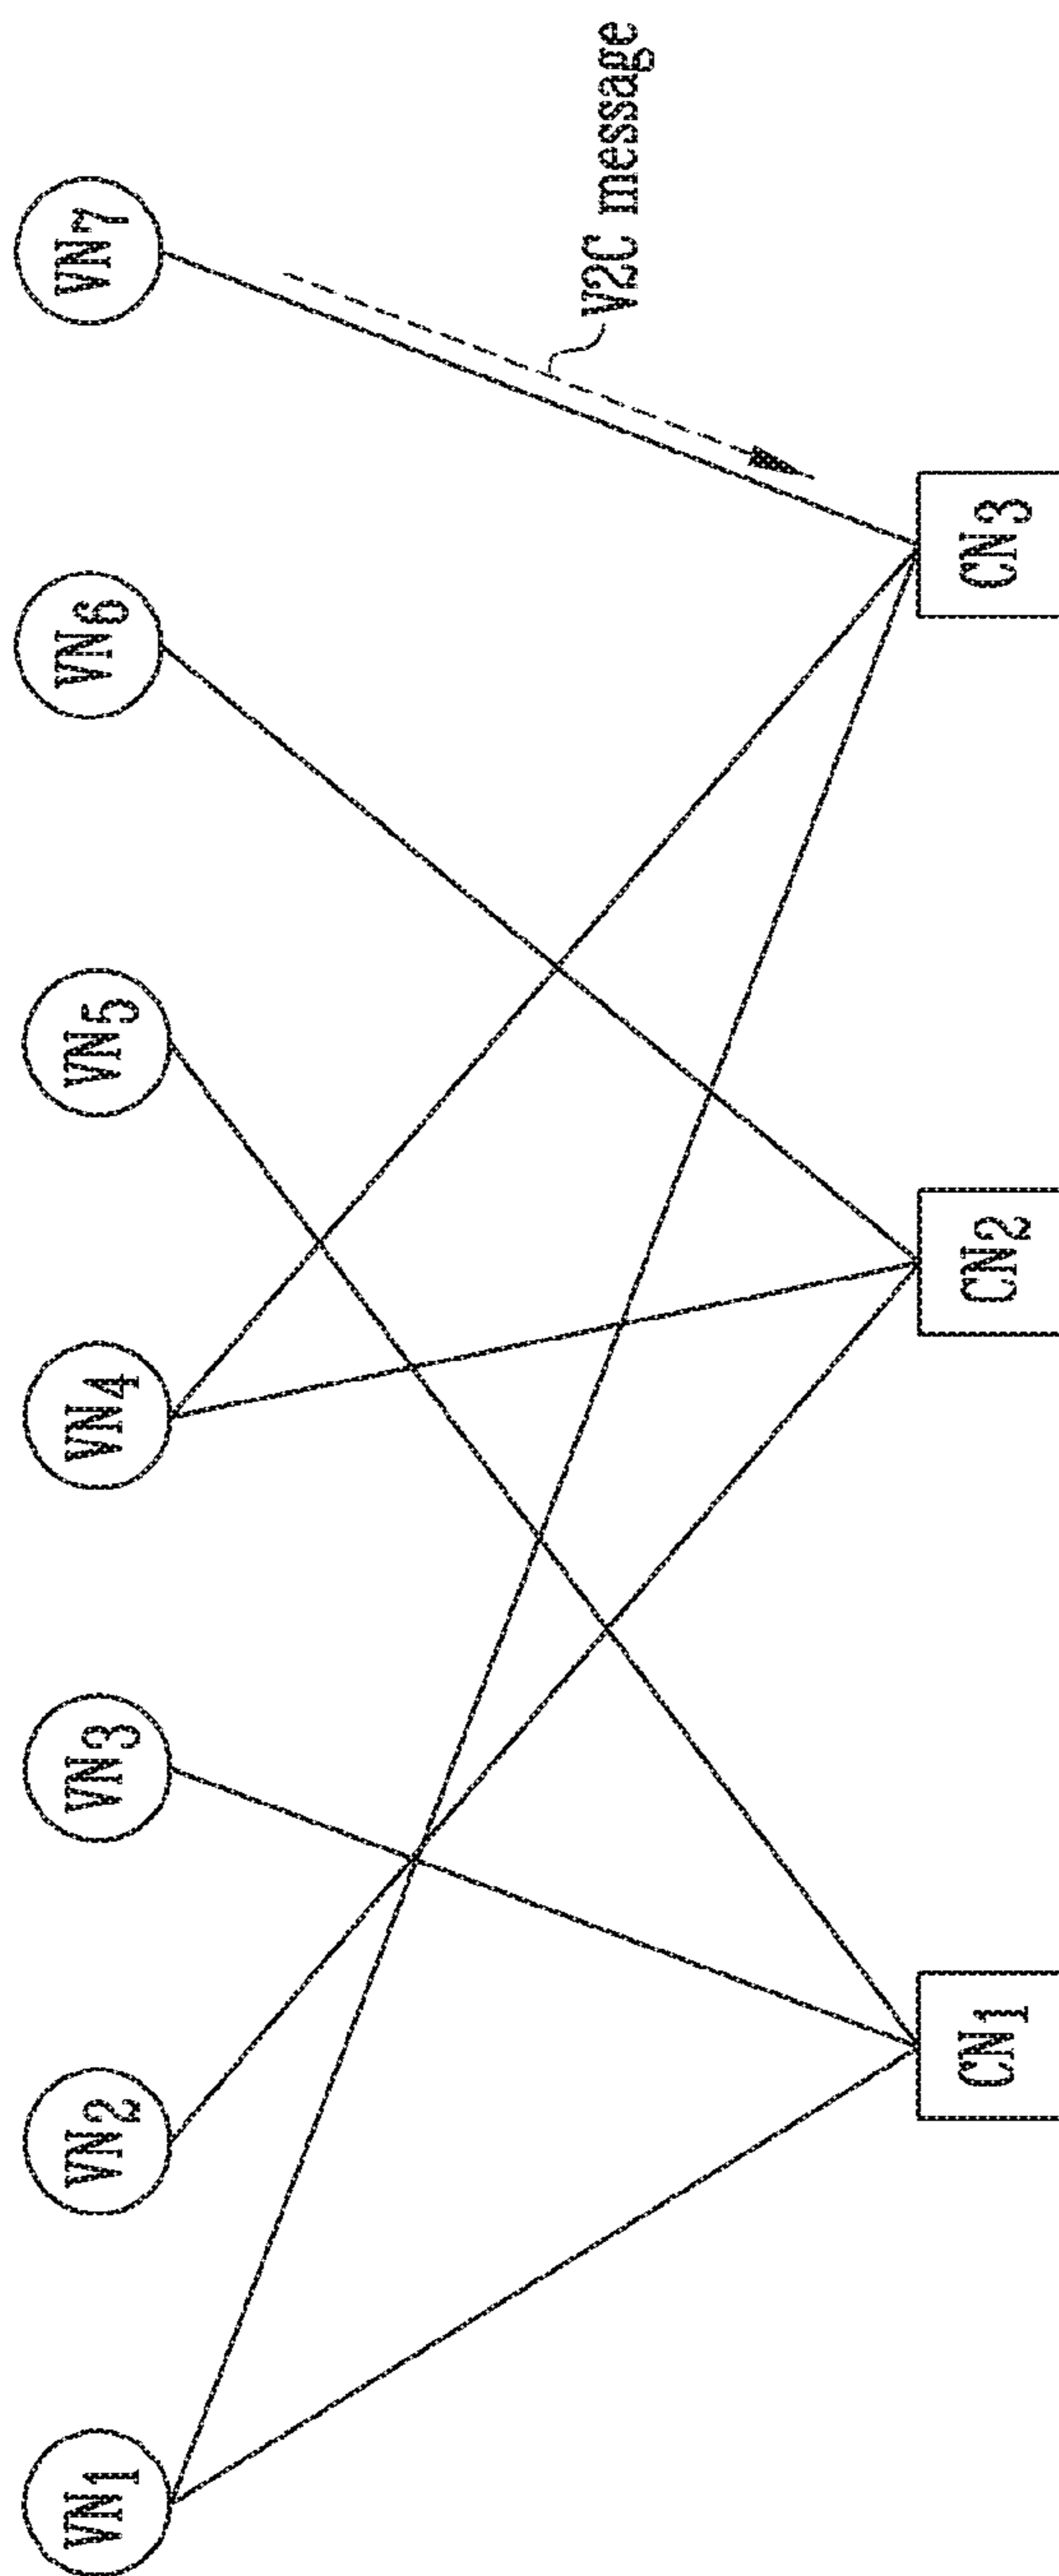 VN1
VN2
VN3
VN4
VN5
VN6
VN7
V2C message
CN1
CN2
CN3